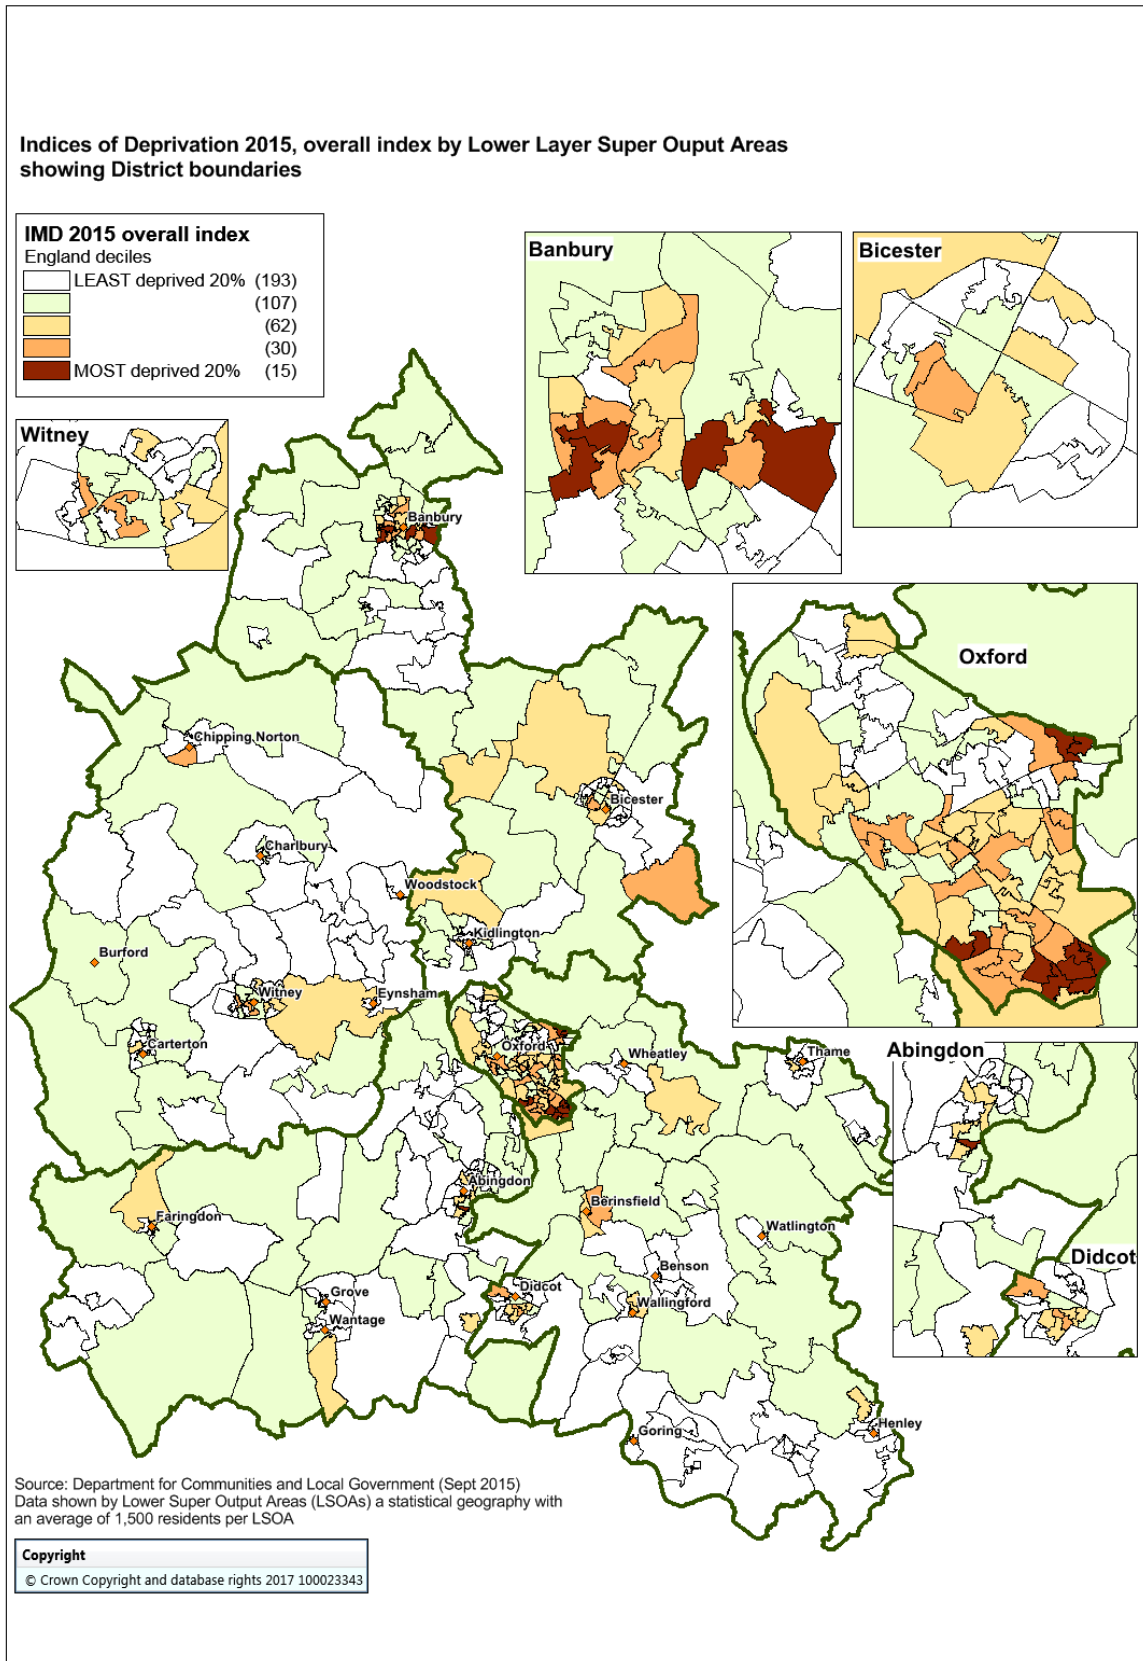 Indices of Deprivation 2015, overall index by Lower Layer Super Ouput Areas
showing District boundaries
IMD 2015 overall index
England deciles
LEAST deprived 20% (193)
(107)
(62)
(30)
MOST deprived 20% (15)
Banbury
Bicester
Witney
Banbury
Oxford
Chipping Norton
Bicester
Charlbury
Woodstock
Kidlington
Burford
Witney
Eynsham
Carterton
Oxford
Wheatley
Thame
Abingdon
Abingdon
Berinsfield
Faringdon
Watlington
Didcot
Benson
Grove
Didcot
Wallingford
Wantage
Henley
Goring
Source: Department for Communities and Local Government (Sept 2015)
Data shown by Lower Super Output Areas (LSOAs) a statistical geography with
an average of 1,500 residents per LSOA
Copyright
© Crown Copyright and database rights 2017 100023343